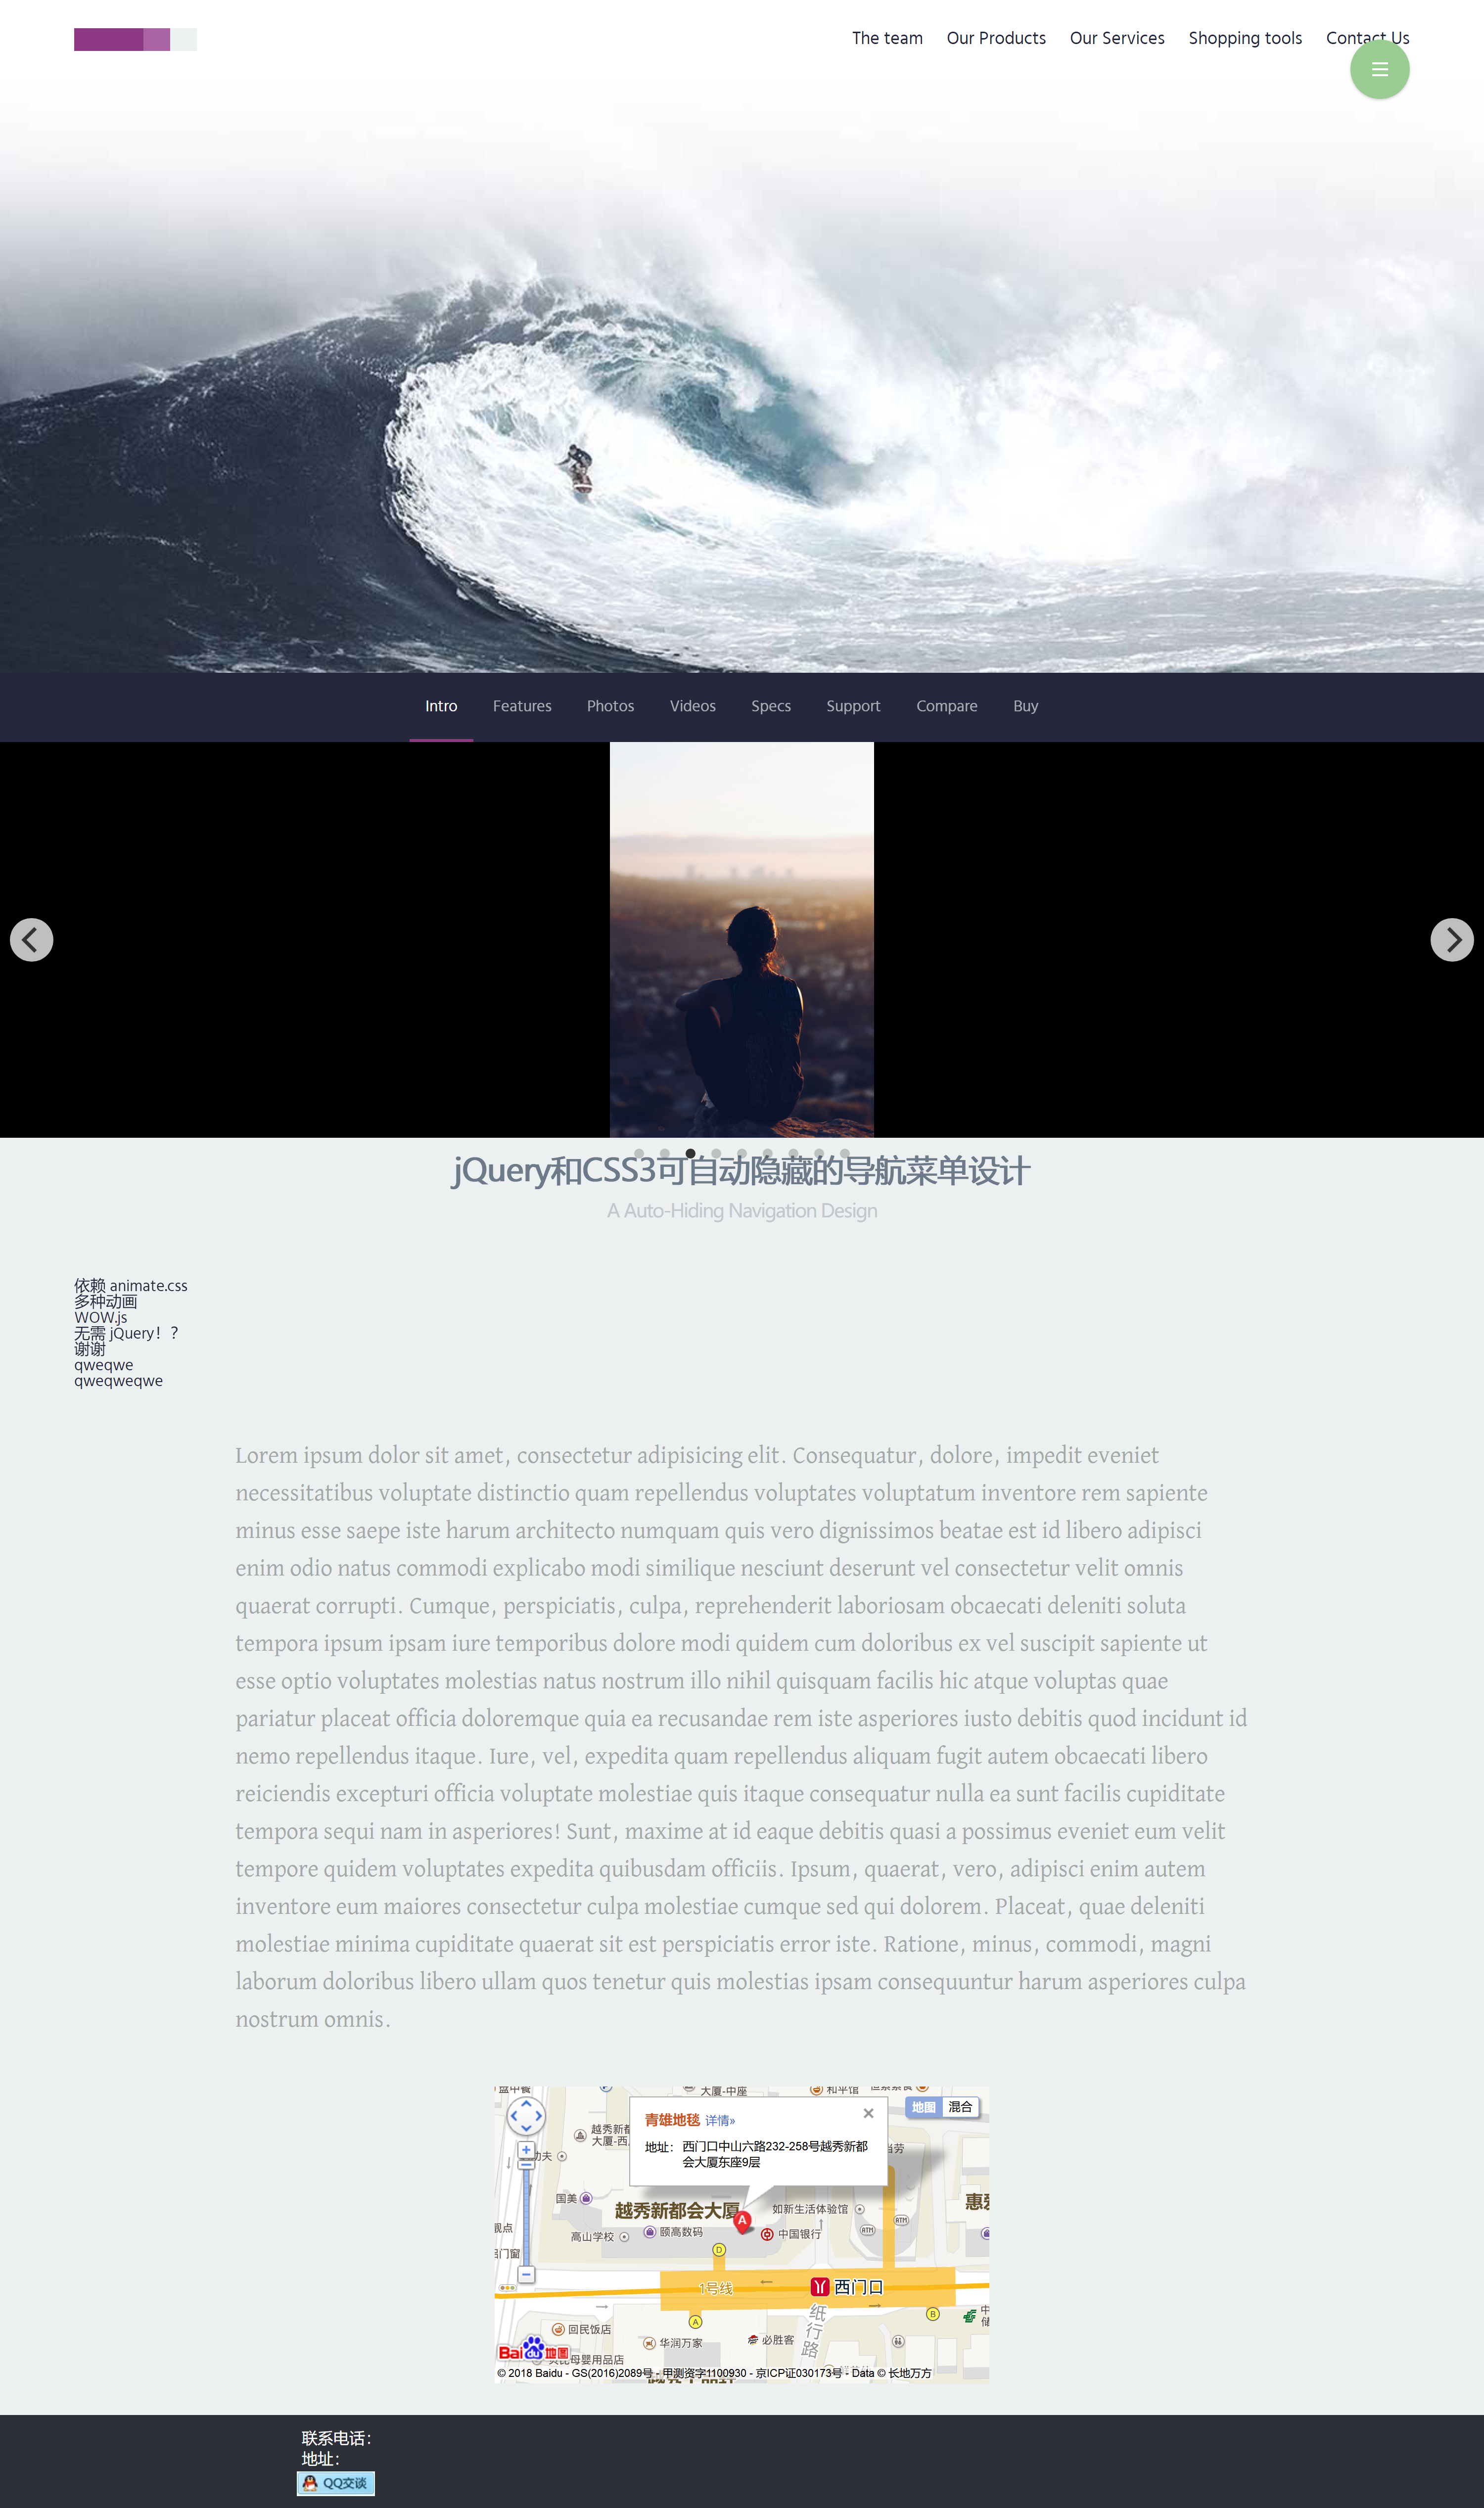 The team Our Products Our Services Shopping tools Contact Us
Intro Features Photos Videos Specs Support Compare Buy
jQuery和CSS3可自动隐藏的导航菜单设计
A Auto-Hiding Navigation Design
依赖 animate.css
多种动画
WOW.js
无需 jQuery！？
谢谢
qweqwe
qweqweqwe
Lorem ipsum dolor sit amet, consectetur adipisicing elit. Consequatur, dolore, impedit eveniet
necessitatibus voluptate distinctio quam repellendus voluptates voluptatum inventore rem sapiente
minus esse saepe iste harum architecto numquam quis vero dignissimos beatae est id libero adipisci
enim odio natus commodi explicabo modi similique nesciunt deserunt vel consectetur velit omnis
quaerat corrupti. Cumque, perspiciatis, culpa, reprehenderit laboriosam obcaecati deleniti soluta
tempora ipsum ipsam iure temporibus dolore modi quidem cum doloribus ex vel suscipit sapiente ut
esse optio voluptates molestias natus nostrum illo nihil quisquam facilis hic atque voluptas quae
pariatur placeat officia doloremque quia ea recusandae rem iste asperiores iusto debitis quod incidunt id
nemo repellendus itaque. Iure, vel, expedita quam repellendus aliquam fugit autem obcaecati libero
reiciendis excepturi officia voluptate molestiae quis itaque consequatur nulla ea sunt facilis cupiditate
tempora sequi nam in asperiores! Sunt, maxime at id eaque debitis quasi a possimus eveniet eum velit
tempore quidem voluptates expedita quibusdam officiis. Ipsum, quaerat, vero, adipisci enim autem
inventore eum maiores consectetur culpa molestiae cumque sed qui dolorem. Placeat, quae deleniti
molestiae minima cupiditate quaerat sit est perspiciatis error iste. Ratione, minus, commodi, magni
laborum doloribus libero ullam quos tenetur quis molestias ipsam consequuntur harum asperiores culpa
nostrum omnis.
大厦-中座
和平馆
地图 混合
青雄地毯 详情»
地址： 西门口中山六路232-258号越秀新都
会大厦东座9层
国美
越秀新都会大厦
如新生活体验馆
高山学校
颐高数码
A
中国银行
ATM
ATM
D
1号线
西门口
纸行路
A
B
回民饭店
华润万家
必胜客
Baidu地图
母婴用品店
© 2018 Baidu - GS(2016)2089号 - 甲测资字1100930 - 京ICP证030173号 - Data © 长地万方
联系电话：
地址：
QQ交谈